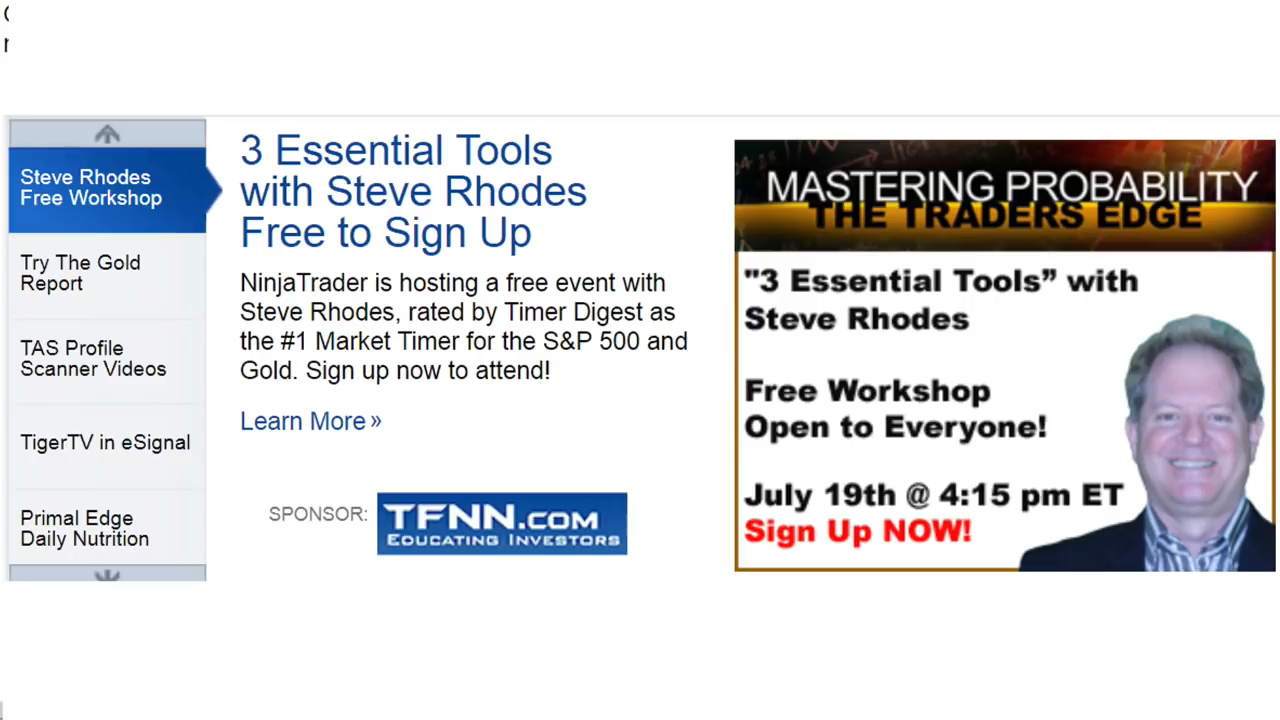 Steve Rhodes
Free Workshop
Try The Gold
Report
TAS Profile
Scanner Videos
TigerTV in eSignal
Primal Edge
Daily Nutrition
3 Essential Tools
with Steve Rhodes
Free to Sign Up
NinjaTrader is hosting a free event with
Steve Rhodes, rated by Timer Digest as
the #1 Market Timer for the S&P 500 and
Gold. Sign up now to attend!
Learn More »
SPONSOR:
TFNN.COM
EDUCATING INVESTORS
MASTERING PROBABILITY
THE TRADERS EDGE
"3 Essential Tools” with
Steve Rhodes
Free Workshop
Open to Everyone!
July 19th @ 4:15 pm ET
Sign Up NOW!